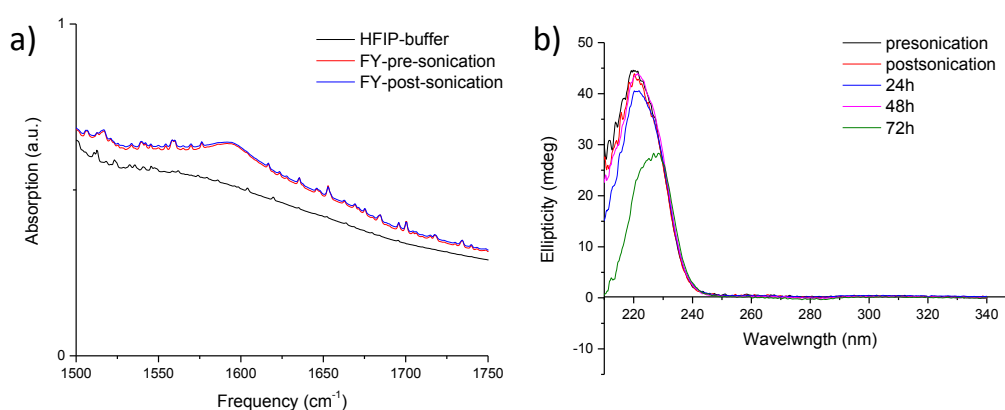 a)
1
HFIP-buffer
FY-pre-sonication
FY-post-sonication
Absorption (a.u.)
0
1500 1550 1600 1650 1700 1750
Frequency (cm⁻¹)
b)
50
40
30
20
10
0
-10
presonication
postsonication
24h
48h
72h
Ellipticity (mdeg)
220 240 260 280 300 320 340
Wavelwngth (nm)